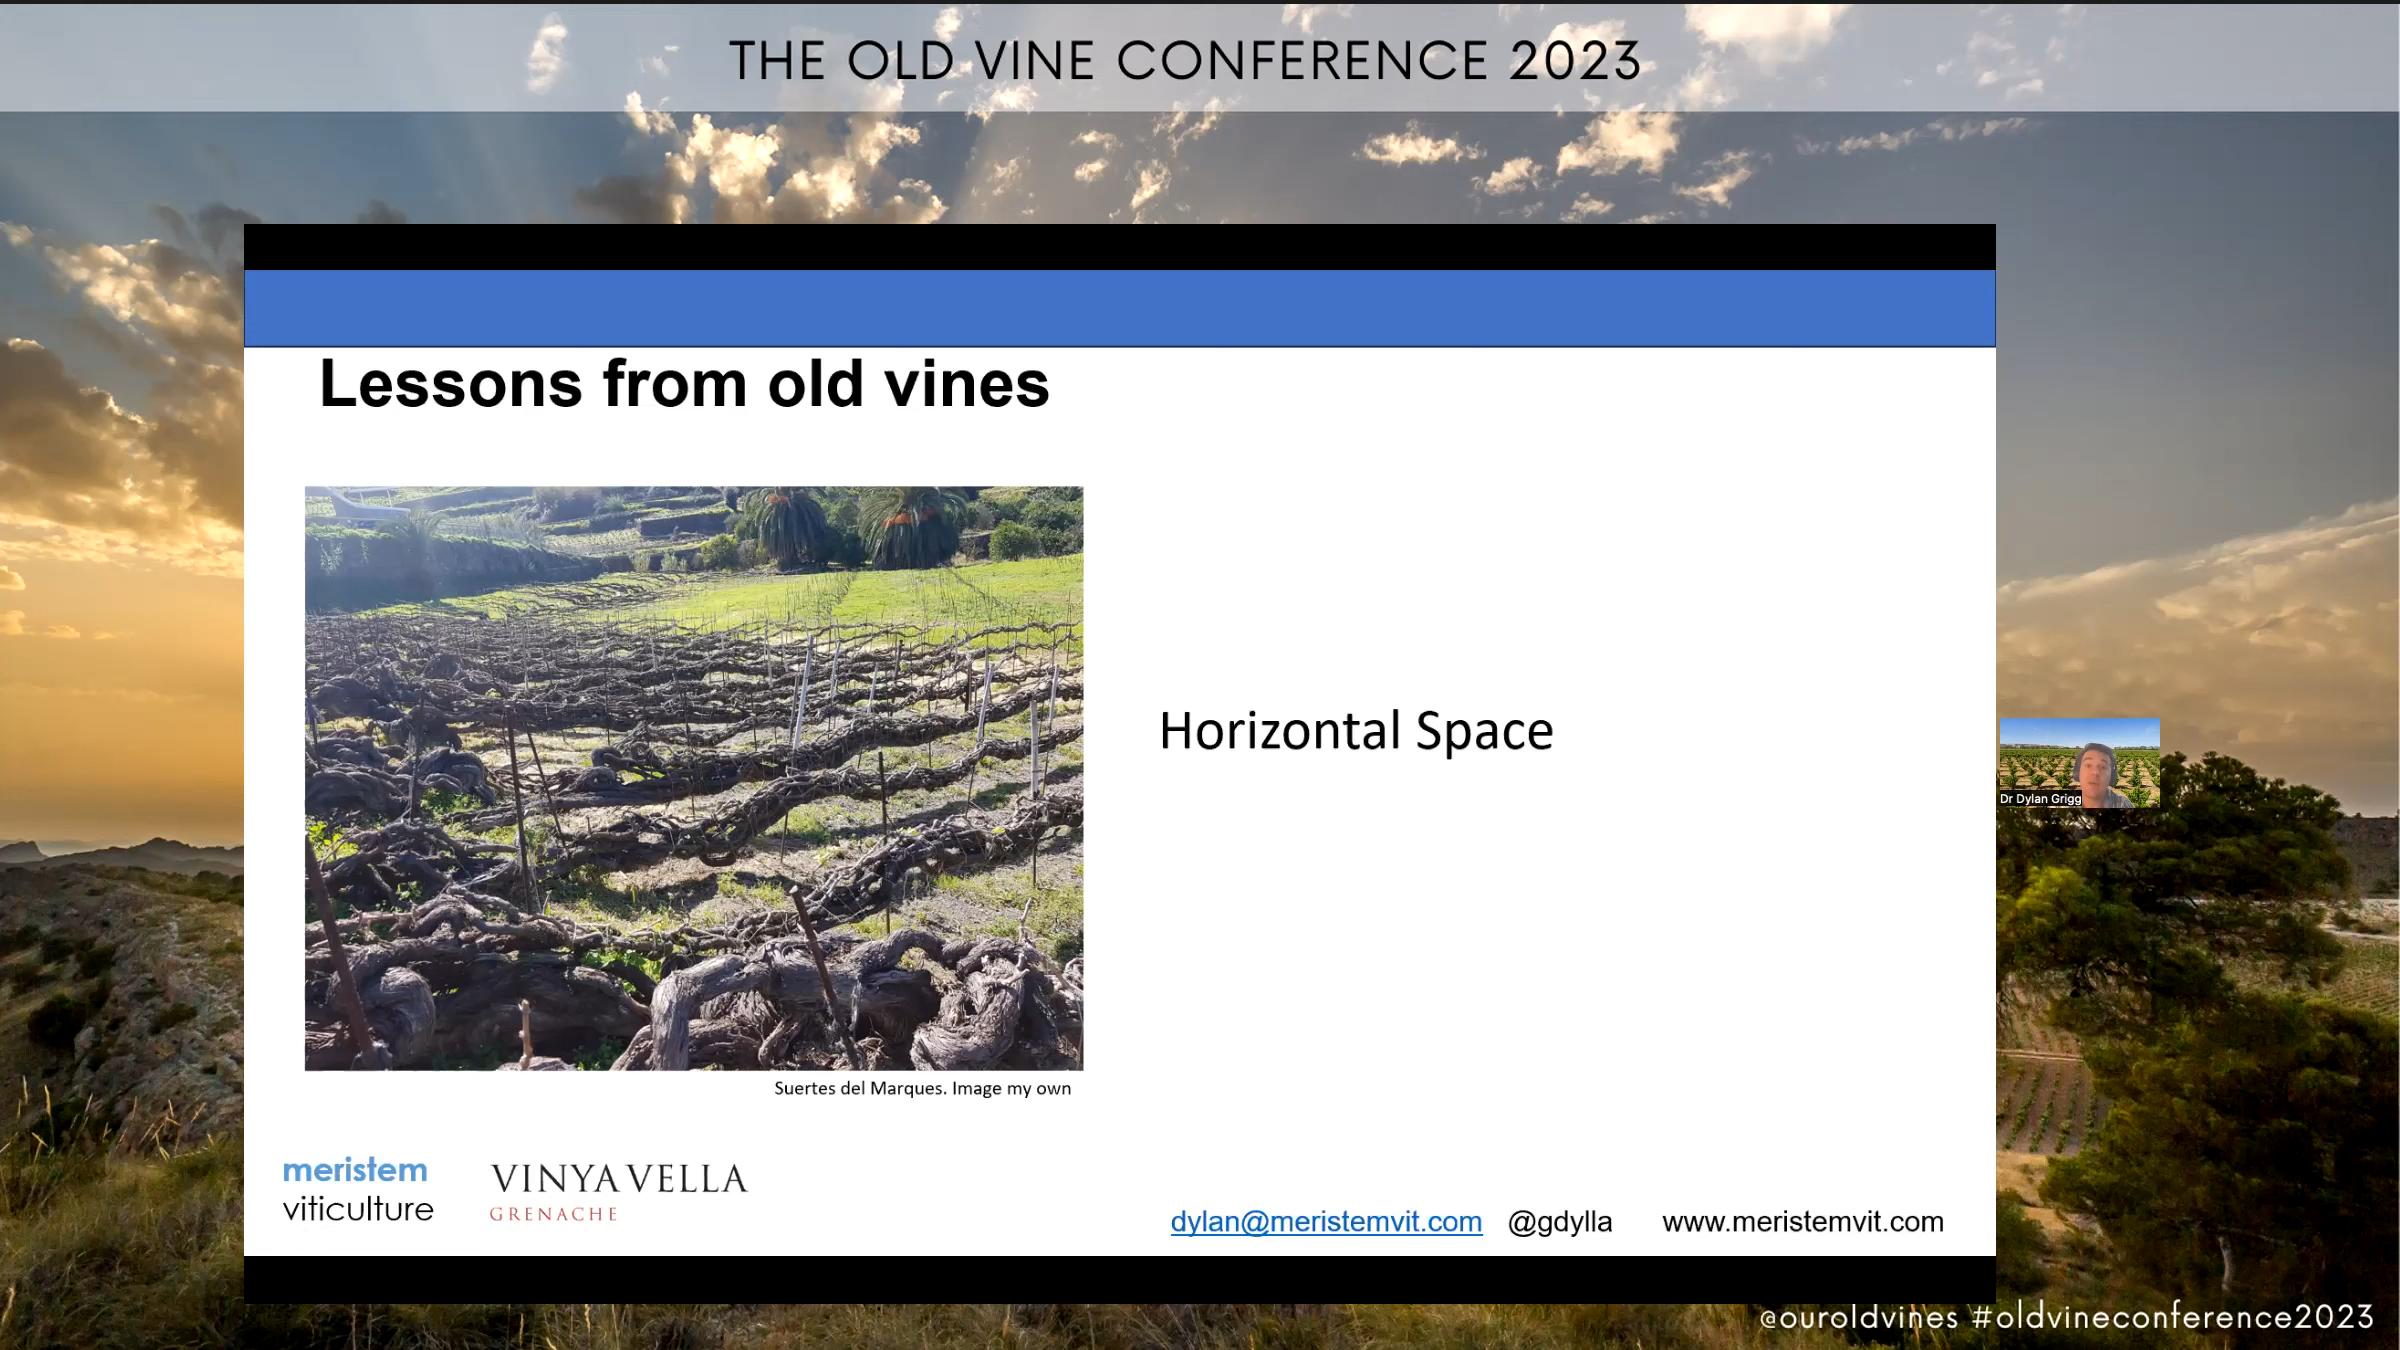 THE OLD VINE CONFERENCE 2023
Lessons from old vines
Horizontal Space
Dr Dylan Grigg
Suertes del Marques. Image my own
meristem
viticulture
VINYA VELLA
GRENACHE
dylan@meristemvit.com @gdylla www.meristemvit.com
@ouroldvines #oldvineconference2023